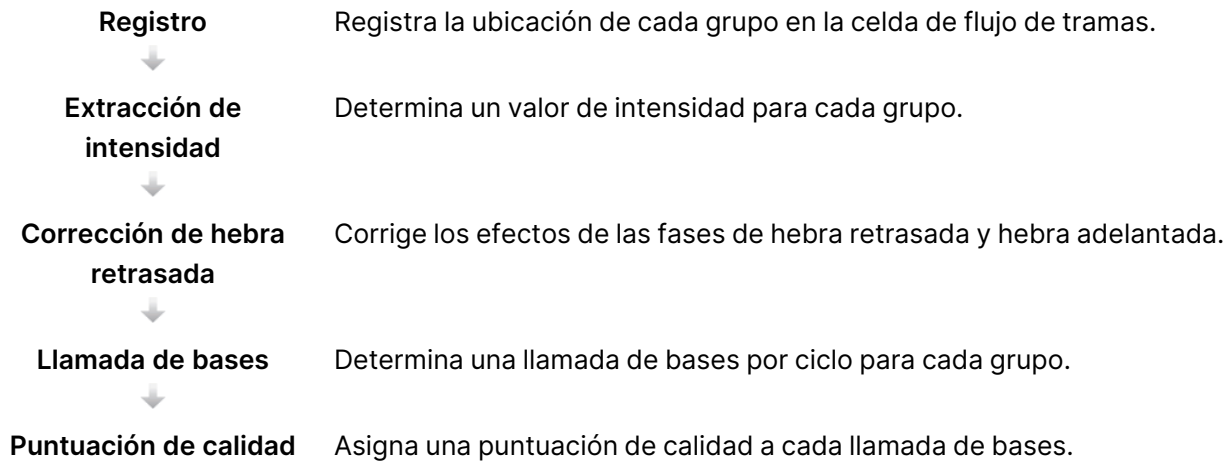 Registro Registra la ubicación de cada grupo en la celda de flujo de tramas.
Extracción de Determina un valor de intensidad para cada grupo.
intensidad
Corrección de hebra Corrige los efectos de las fases de hebra retrasada y hebra adelantada.
retrasada
Llamada de bases Determina una llamada de bases por ciclo para cada grupo.
Puntuación de calidad Asigna una puntuación de calidad a cada llamada de bases.